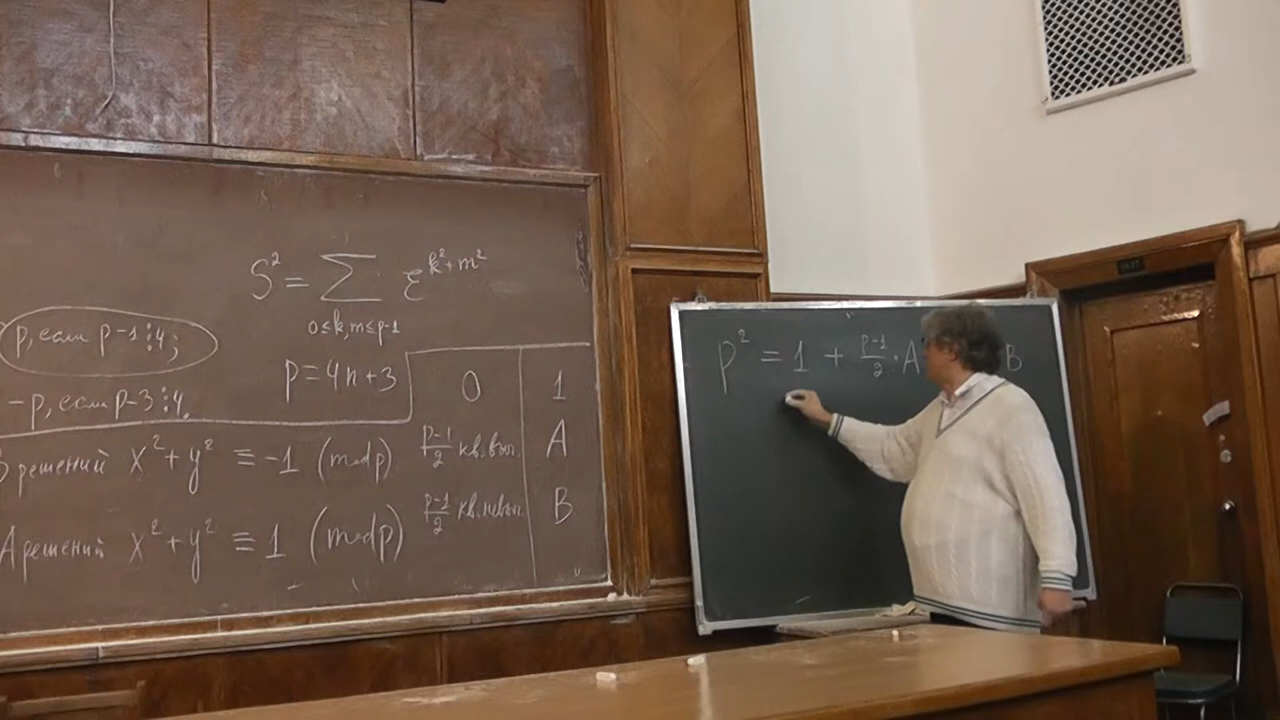 S² = ∑ ε^{k²+m²}
0≤k,m≤p-1
p, если p-1⋮4;
-p, если p-3⋮4.
p=4n+3
0 | 1
p-1/2 кв.выч. | A
p-1/2 кв.невыч. | B
B решений x²+y² ≡ -1 (mod p)
A решений x²+y² ≡ 1 (mod p)
p² = 1 + p-1/2 · A B